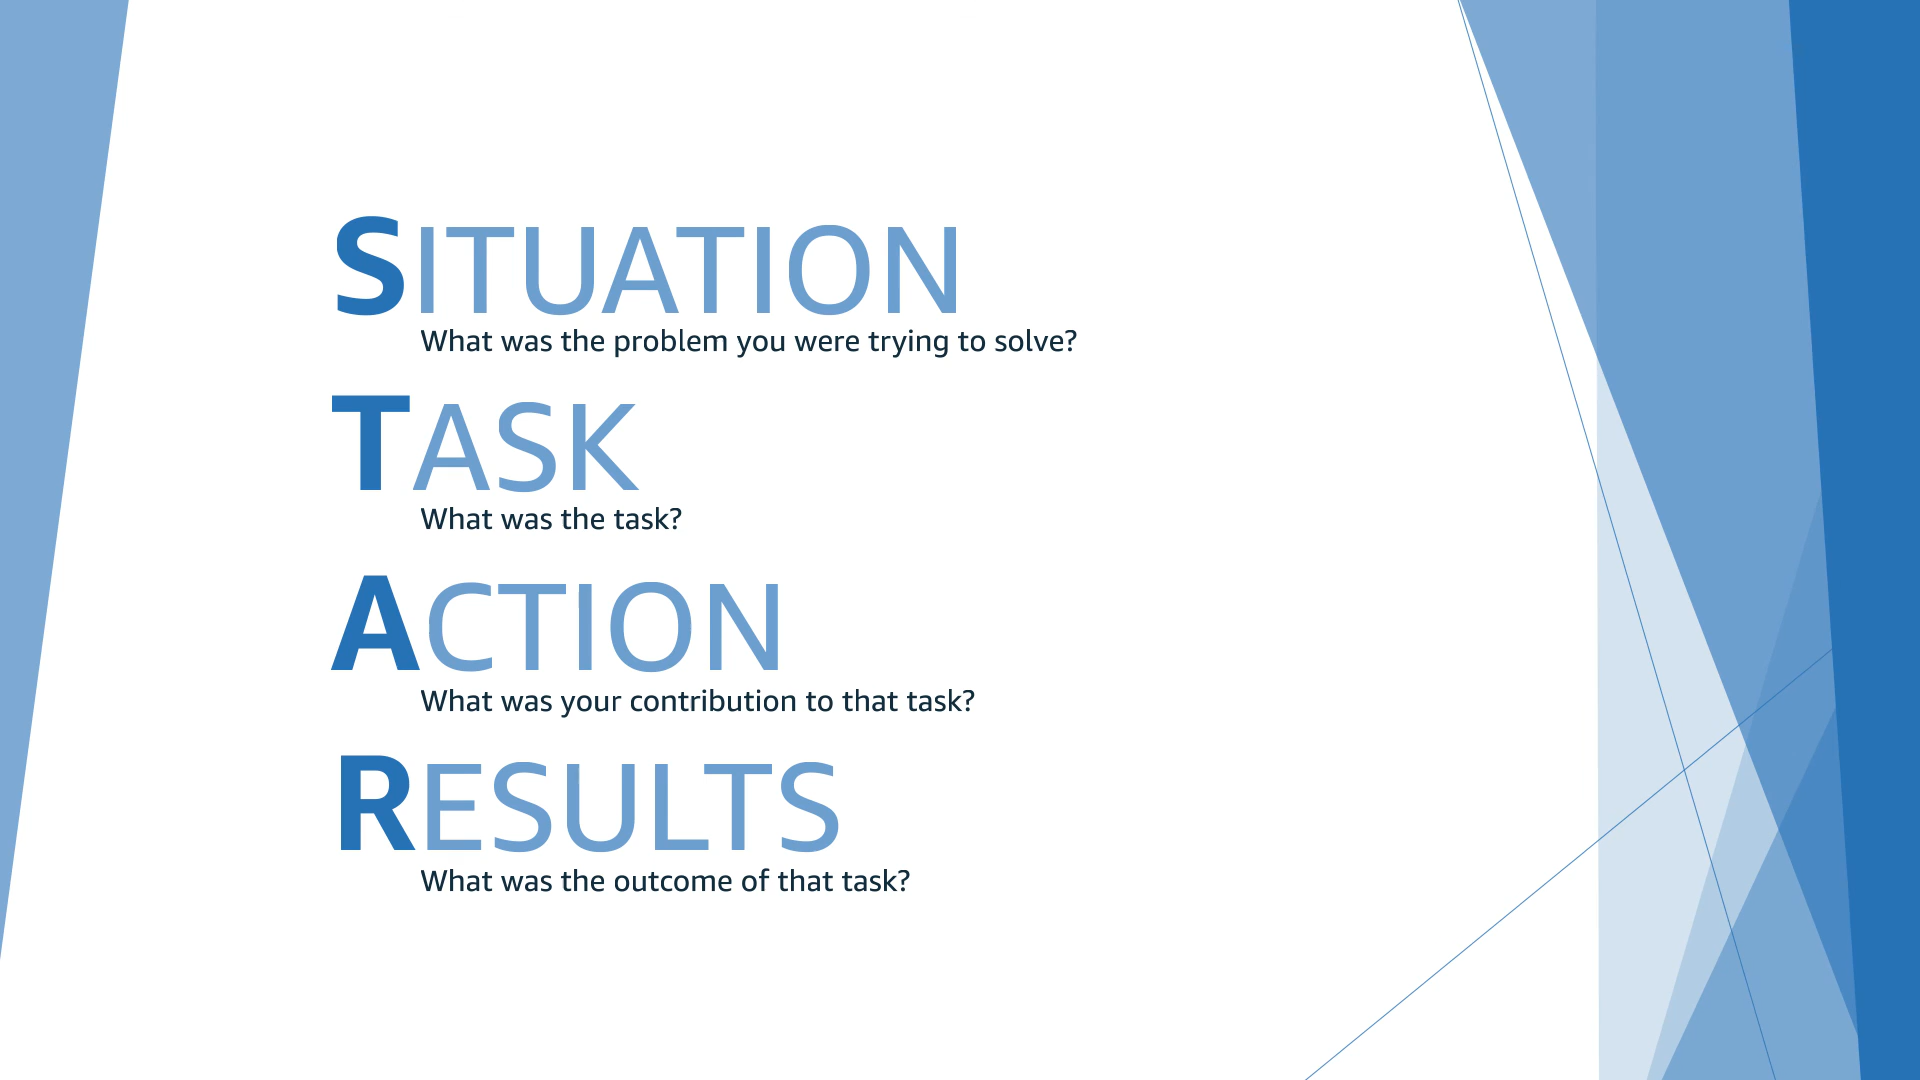 SITUATION
What was the problem you were trying to solve?
TASK
What was the task?
ACTION
What was your contribution to that task?
RESULTS
What was the outcome of that task?